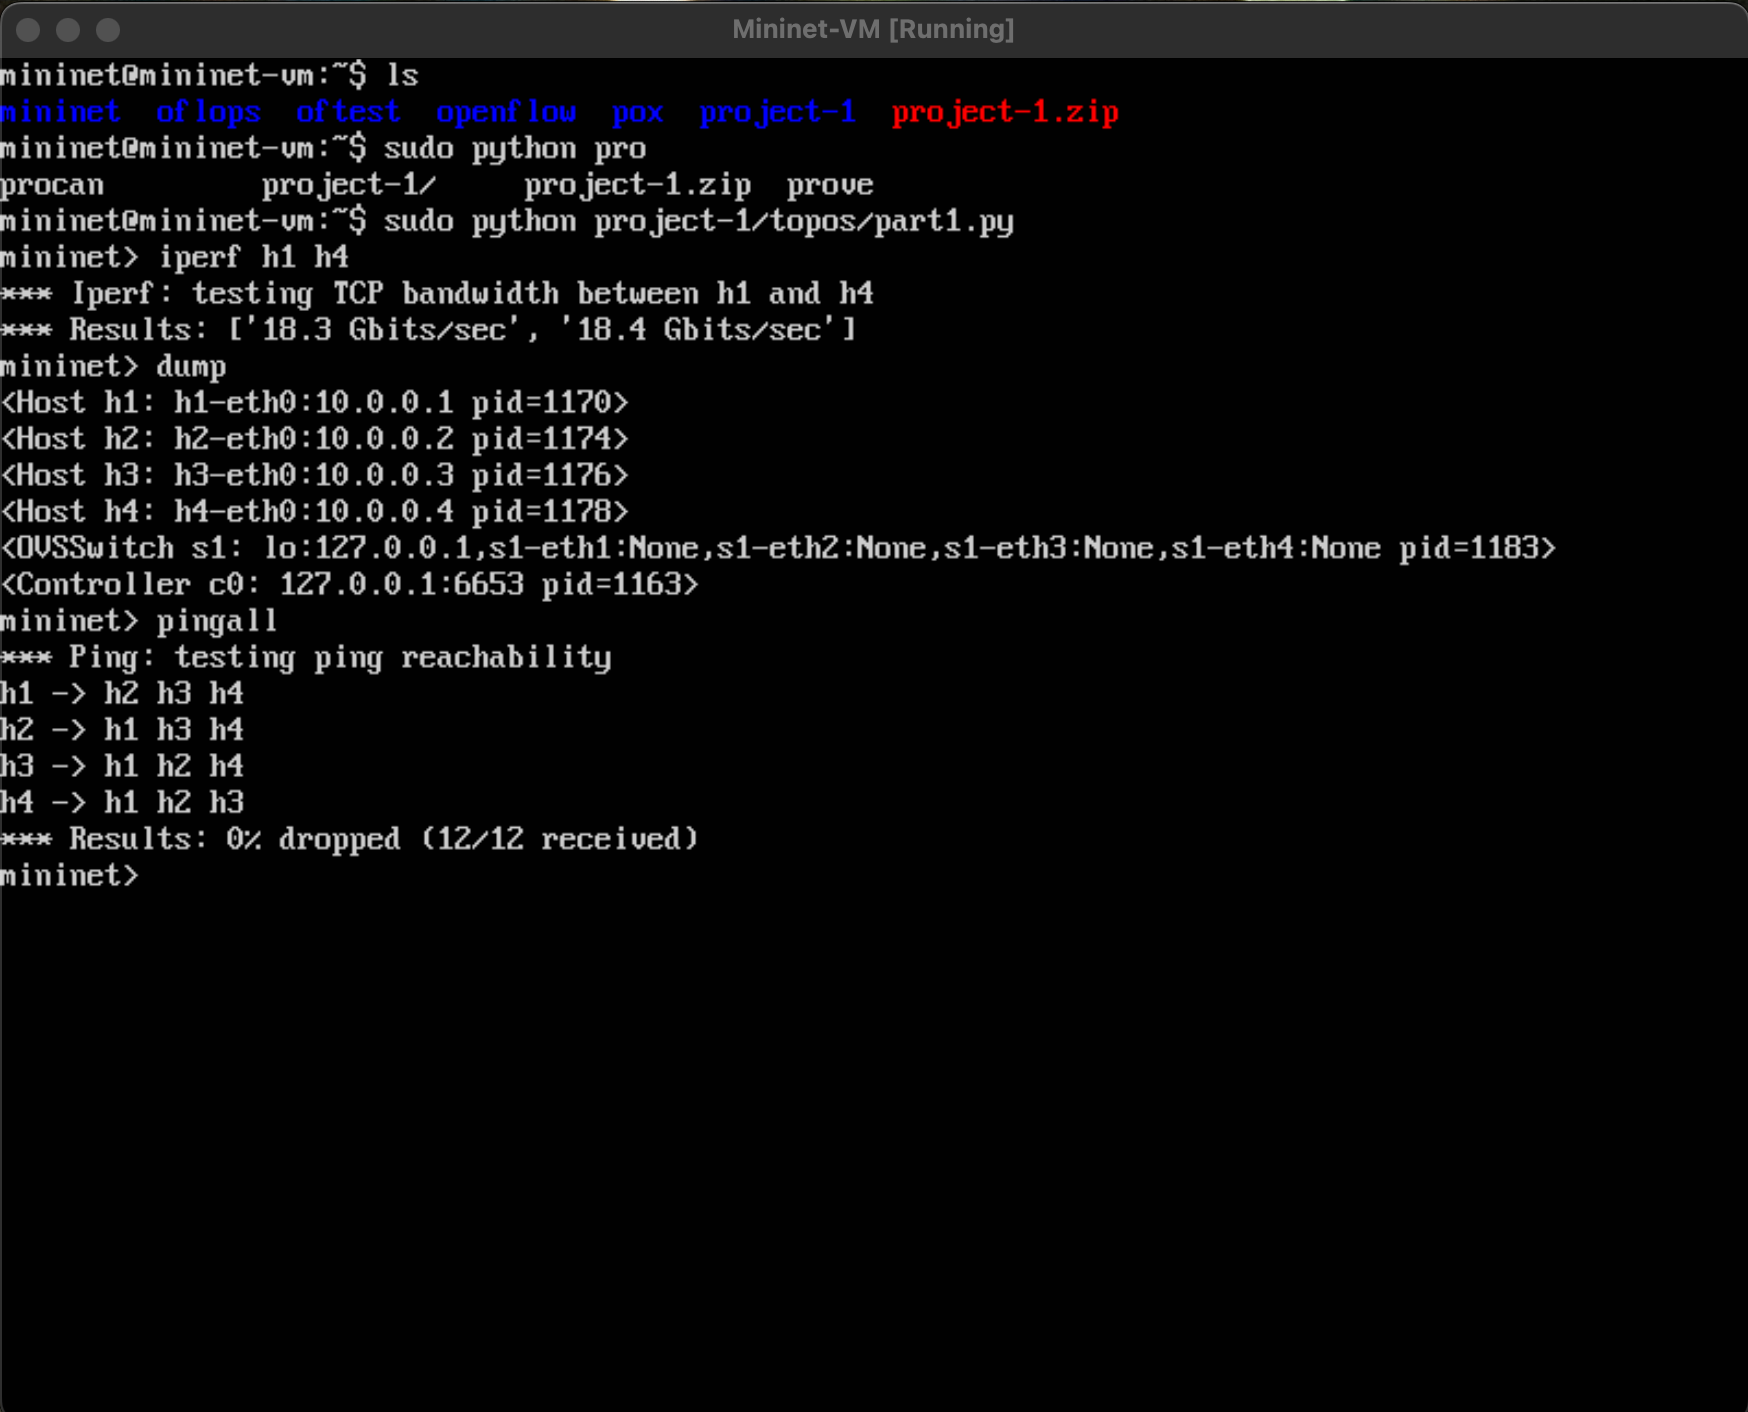 Mininet-VM [Running]
mininet@mininet-vm:~$ ls
mininet  oflops  oftest  openflow  pox  project-1  project-1.zip
mininet@mininet-vm:~$ sudo python pro
procan         project-1/     project-1.zip  prove
mininet@mininet-vm:~$ sudo python project-1/topos/part1.py
mininet> iperf h1 h4
*** Iperf: testing TCP bandwidth between h1 and h4
*** Results: ['18.3 Gbits/sec', '18.4 Gbits/sec']
mininet> dump
<Host h1: h1-eth0:10.0.0.1 pid=1170>
<Host h2: h2-eth0:10.0.0.2 pid=1174>
<Host h3: h3-eth0:10.0.0.3 pid=1176>
<Host h4: h4-eth0:10.0.0.4 pid=1178>
<OVSSwitch s1: lo:127.0.0.1,s1-eth1:None,s1-eth2:None,s1-eth3:None,s1-eth4:None pid=1183>
<Controller c0: 127.0.0.1:6653 pid=1163>
mininet> pingall
*** Ping: testing ping reachability
h1 -> h2 h3 h4
h2 -> h1 h3 h4
h3 -> h1 h2 h4
h4 -> h1 h2 h3
*** Results: 0% dropped (12/12 received)
mininet>